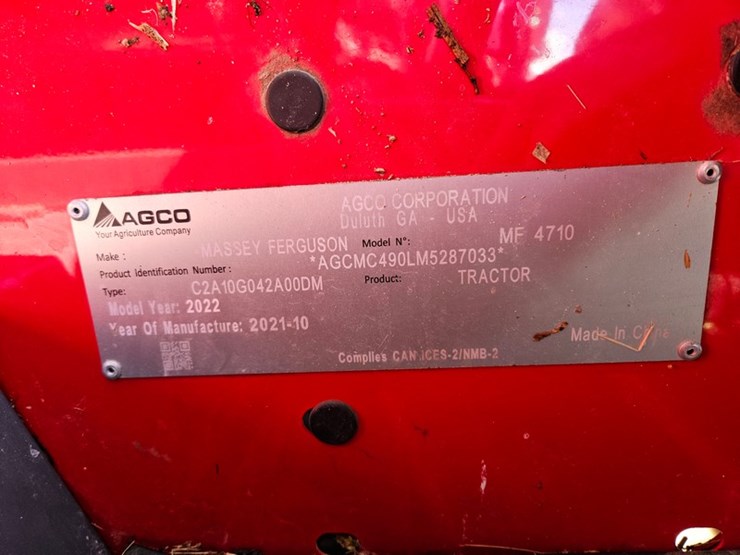 AGCO
Your Agriculture Company
AGCO CORPORATION
Duluth GA - USA
Make : MASSEY FERGUSON Model N°: MF 4710
Product Identification Number : *AGCMC490LM5287033*
Type: C2A10G042A00DM Product: TRACTOR
Model Year: 2022
Year Of Manufacture: 2021-10
Made In China
Complies CAN ICES-2/NMB-2